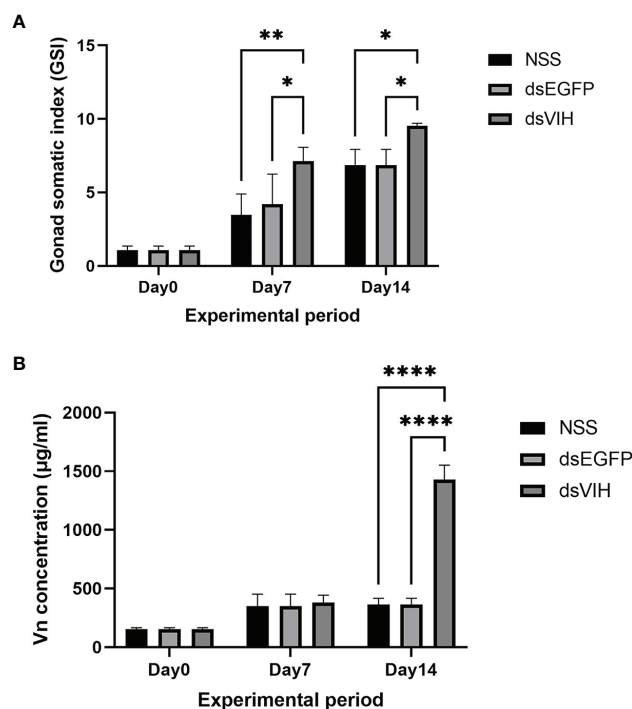 A
Gonad somatic index (GSI)
15
10
5
0
**
*
*
*
Day0 Day7 Day14
Experimental period
NSS
dsEGFP
dsVIH
B
Vn concentration (µg/ml)
2000
1500
1000
500
0
****
****
Day0 Day7 Day14
Experimental period
NSS
dsEGFP
dsVIH